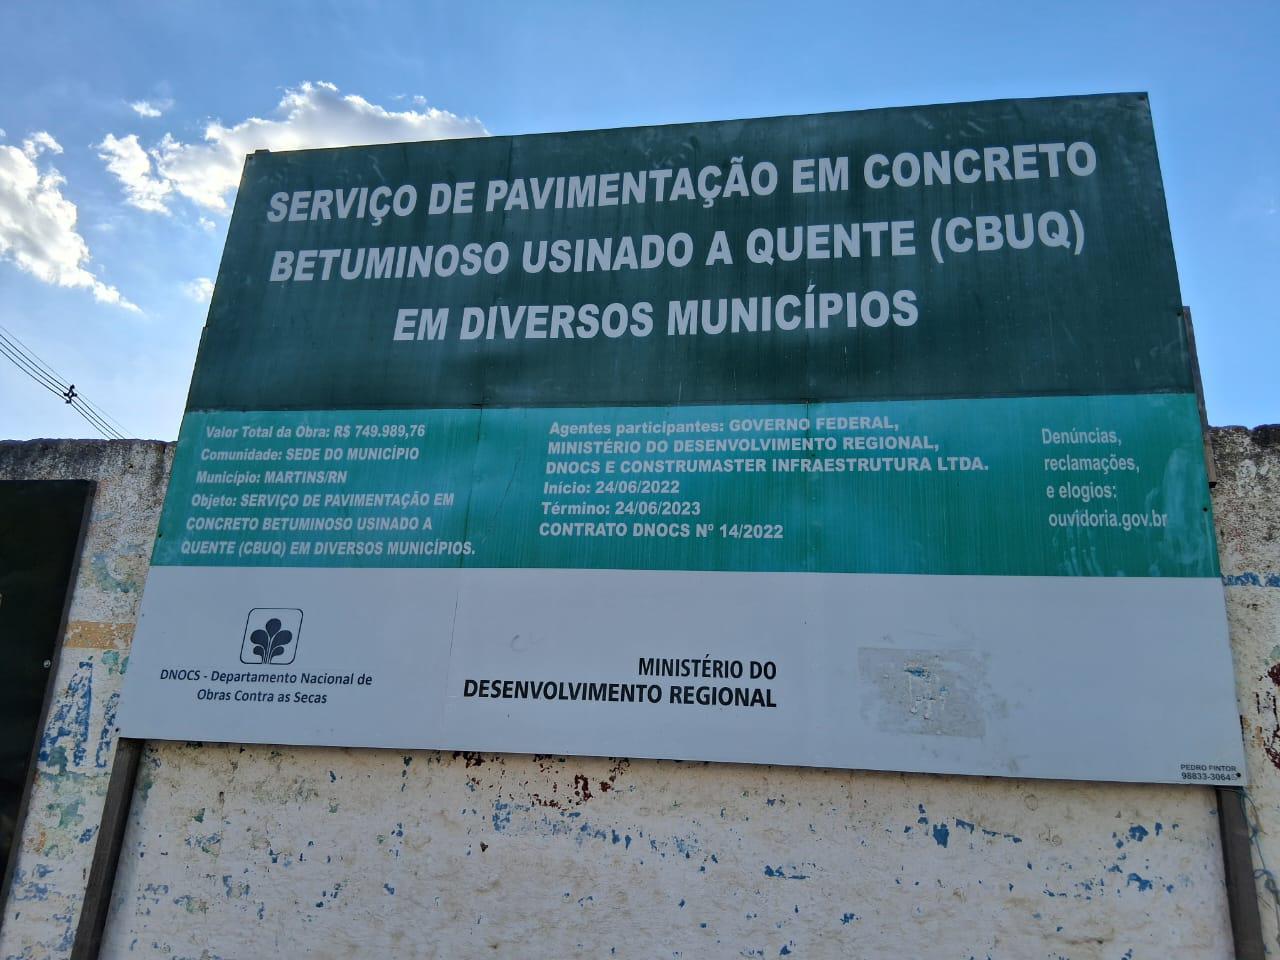 SERVIÇO DE PAVIMENTAÇÃO EM CONCRETO
BETUMINOSO USINADO A QUENTE (CBUQ)
EM DIVERSOS MUNICÍPIOS
Valor Total da Obra: R$ 749.989,76
Comunidade: SEDE DO MUNICÍPIO
Município: MARTINS/RN
Objeto: SERVIÇO DE PAVIMENTAÇÃO EM
CONCRETO BETUMINOSO USINADO A
QUENTE (CBUQ) EM DIVERSOS MUNICÍPIOS.
Agentes participantes: GOVERNO FEDERAL,
MINISTÉRIO DO DESENVOLVIMENTO REGIONAL,
DNOCS E CONSTRUMASTER INFRAESTRUTURA LTDA.
Início: 24/06/2022
Término: 24/06/2023
CONTRATO DNOCS Nº 14/2022
Denúncias,
reclamações,
e elogios:
ouvidoria.gov.br
DNOCS - Departamento Nacional de
Obras Contra as Secas
MINISTÉRIO DO
DESENVOLVIMENTO REGIONAL
PEDRO PINTOR